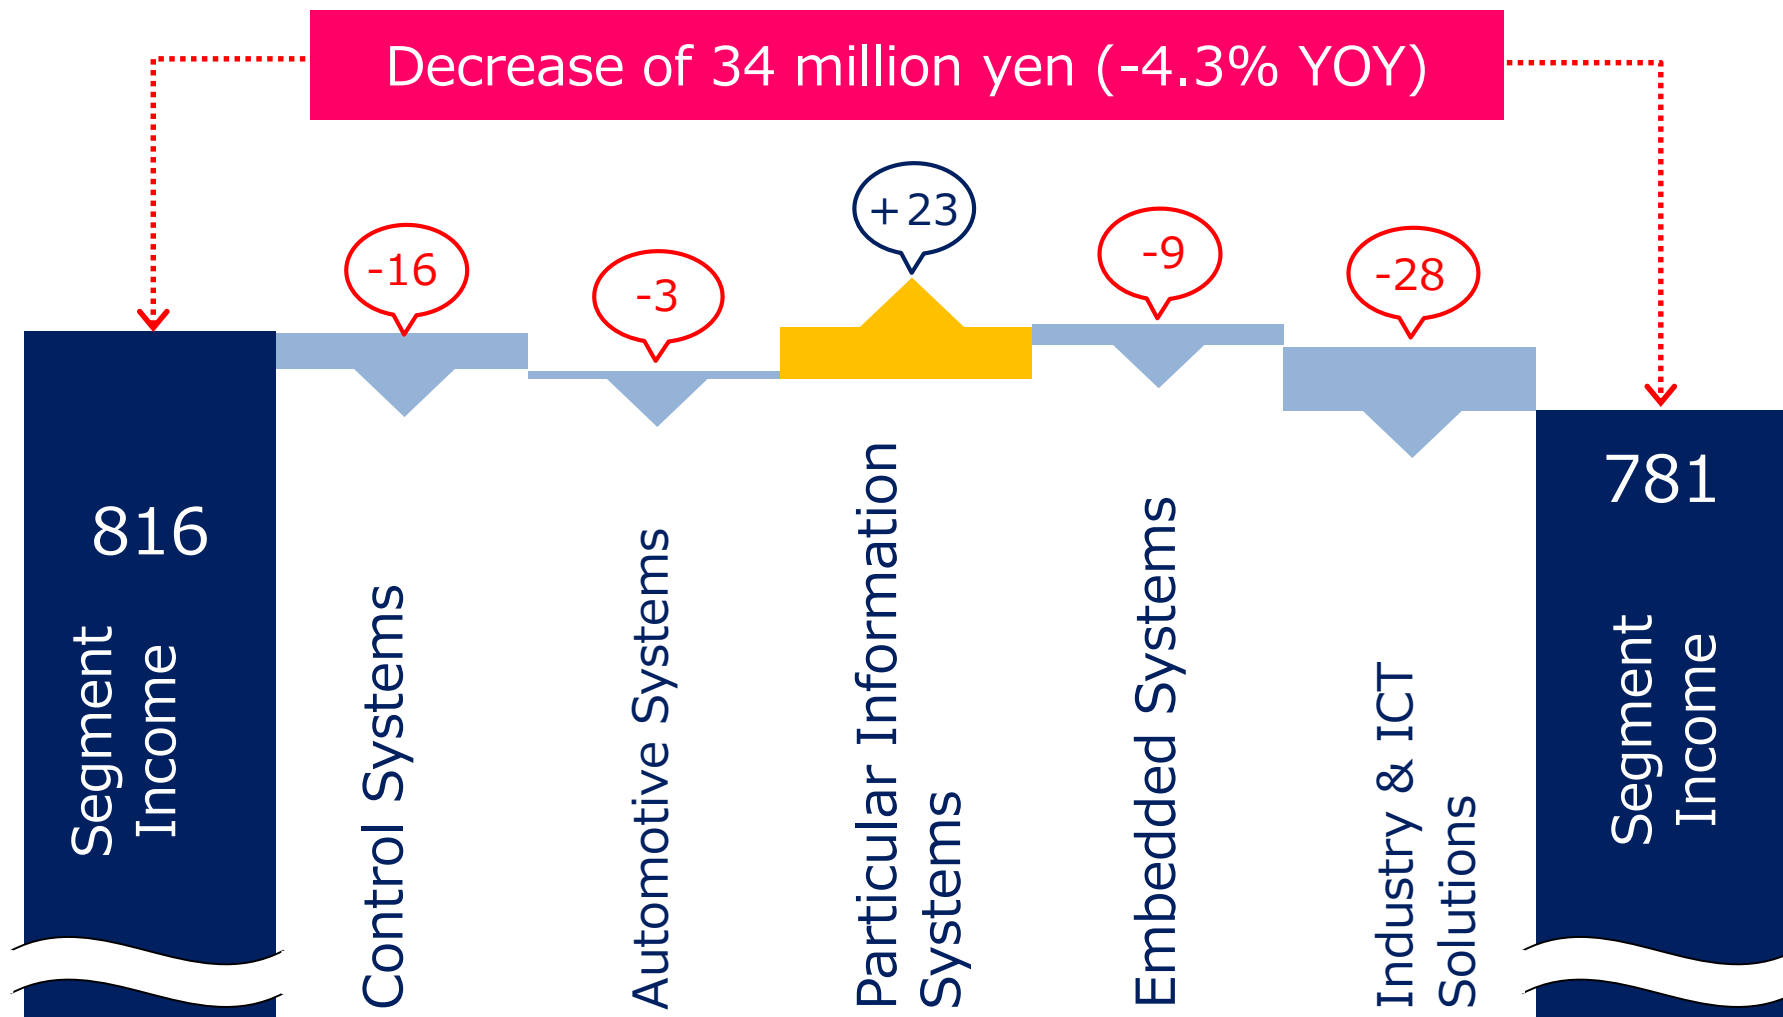 Decrease of 34 million yen (-4.3% YOY)
-16
-3
+23
-9
-28
816
Segment
Income
Control Systems
Automotive Systems
Particular Information
Systems
Embedded Systems
Industry & ICT
Solutions
781
Segment
Income